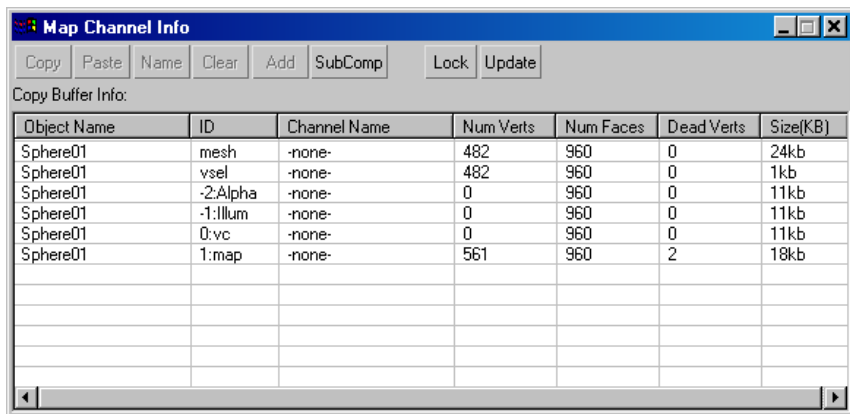 Map Channel Info
Copy Paste Name Clear Add SubComp Lock Update
Copy Buffer Info:
Object Name ID Channel Name Num Verts Num Faces Dead Verts Size(KB)
Sphere01 mesh -none- 482 960 0 24kb
Sphere01 vsel -none- 482 960 0 1kb
Sphere01 -2:Alpha -none- 0 960 0 11kb
Sphere01 -1:Illum -none- 0 960 0 11kb
Sphere01 0:vc -none- 0 960 0 11kb
Sphere01 1:map -none- 561 960 2 18kb